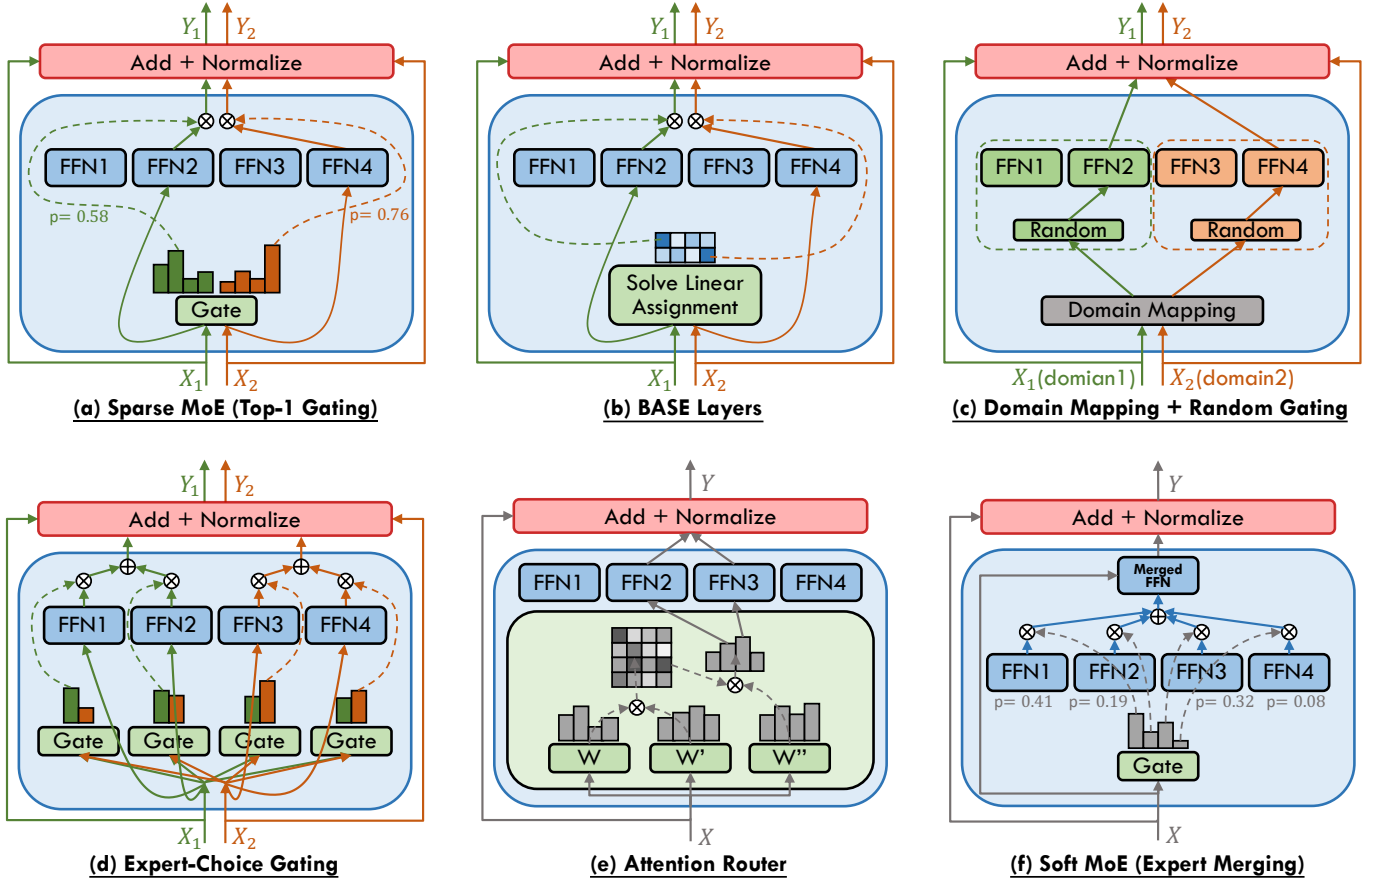 Y1 Y2
Add + Normalize
FFN1 FFN2 FFN3 FFN4
p= 0.58 p= 0.76
Gate
X1 X2
(a) Sparse MoE (Top-1 Gating)
Y1 Y2
Add + Normalize
FFN1 FFN2 FFN3 FFN4
Solve Linear
Assignment
X1 X2
(b) BASE Layers
Y1 Y2
Add + Normalize
FFN1 FFN2 FFN3 FFN4
Random Random
Domain Mapping
X1(domian1) X2(domain2)
(c) Domain Mapping + Random Gating
Y1 Y2
Add + Normalize
FFN1 FFN2 FFN3 FFN4
Gate Gate Gate Gate
X1 X2
(d) Expert-Choice Gating
Y
Add + Normalize
FFN1 FFN2 FFN3 FFN4
W W' W''
X
(e) Attention Router
Y
Add + Normalize
Merged
FFN
FFN1 FFN2 FFN3 FFN4
p= 0.41 p= 0.19 p= 0.32 p= 0.08
Gate
X
(f) Soft MoE (Expert Merging)